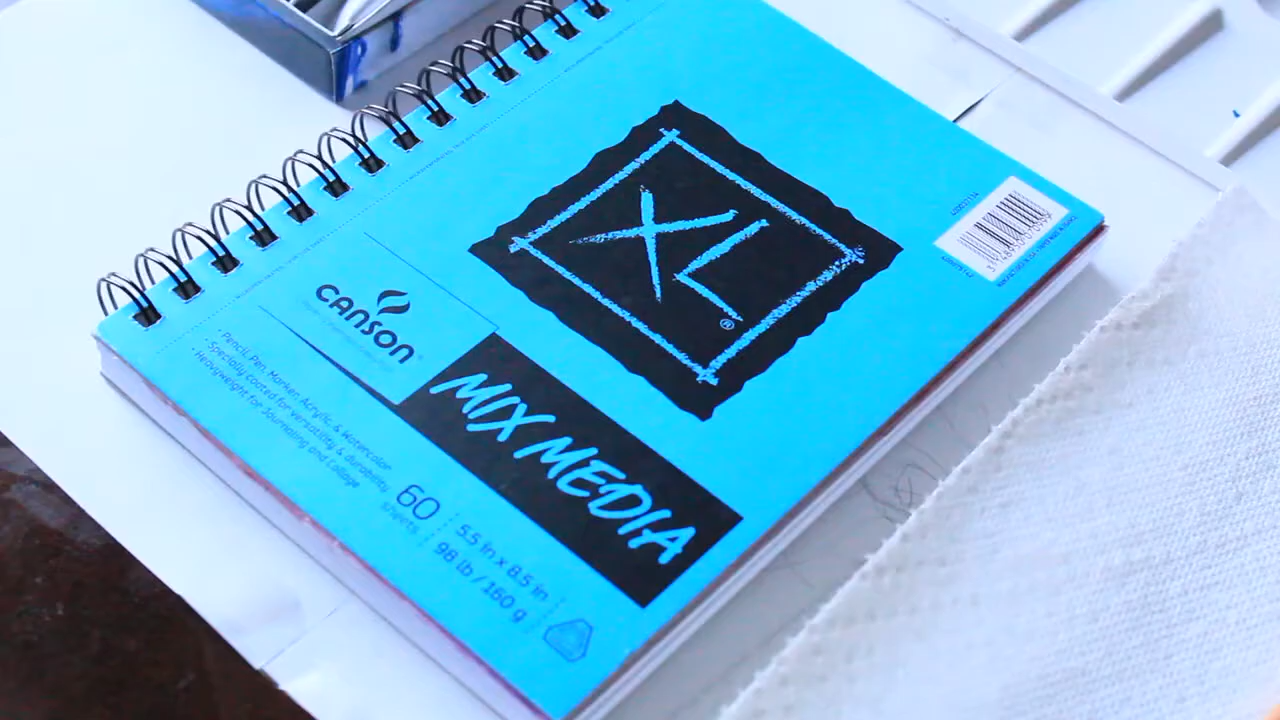 XL
®
CANSON
MIX MEDIA
· Pencil, Pen, Marker, Acrylic, & Watercolor
· Specially coated for versatility & durability
· Heavyweight for Journaling and Collage
60
sheets
5.5 in x 8.5 in
98 lb / 160 g